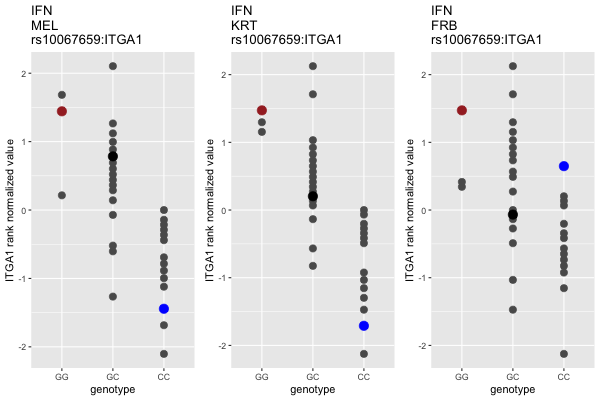 IFN
MEL
rs10067659:ITGA1
ITGA1 rank normalized value
2
1
0
-1
-2
GG
GC
CC
genotype
IFN
KRT
rs10067659:ITGA1
ITGA1 rank normalized value
2
1
0
-1
-2
GG
GC
CC
genotype
IFN
FRB
rs10067659:ITGA1
ITGA1 rank normalized value
2
1
0
-1
-2
GG
GC
CC
genotype